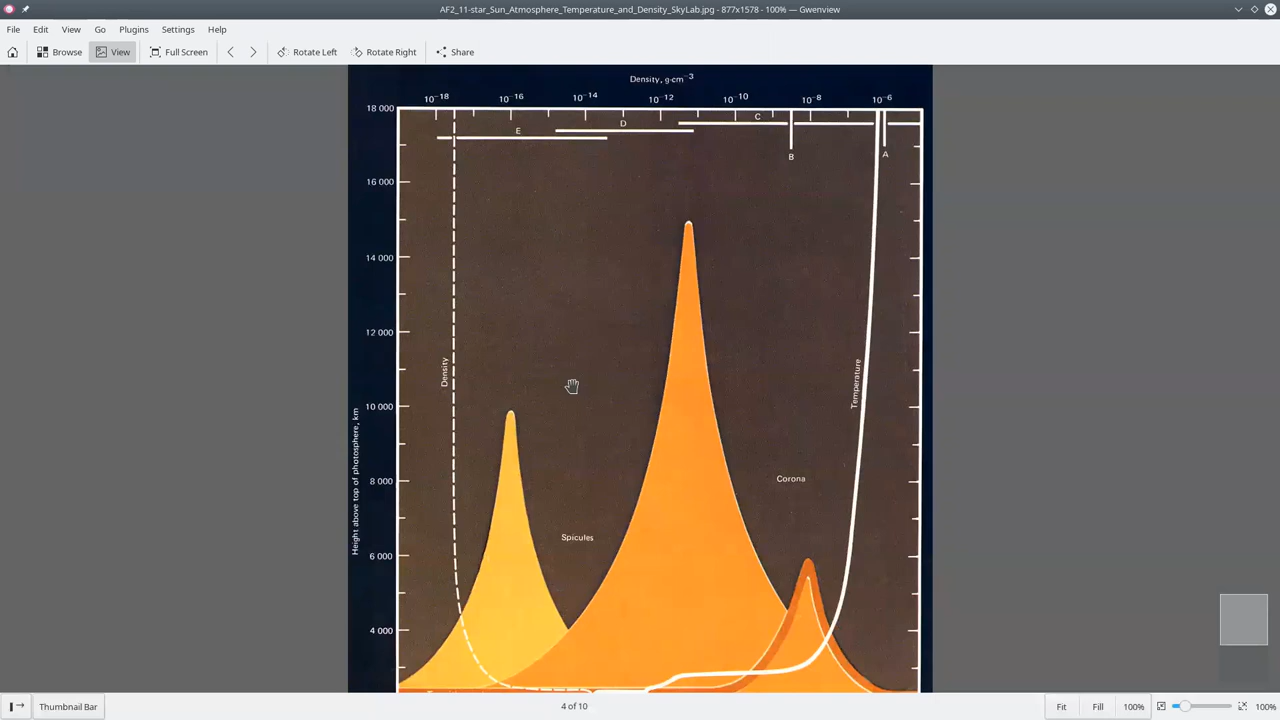 AF2_11-star_Sun_Atmosphere_Temperature_and_Density_SkyLab.jpg - 877x1578 - 100% — Gwenview
File Edit View Go Plugins Settings Help
Browse View Full Screen Rotate Left Rotate Right Share
Density, g·cm⁻³
10⁻¹⁸ 10⁻¹⁶ 10⁻¹⁴ 10⁻¹² 10⁻¹⁰ 10⁻⁸ 10⁻⁶
18 000
E D C
B A
16 000
14 000
12 000
Density
Temperature
10 000
Height above top of photosphere, km
8 000
Corona
Spicules
6 000
4 000
Thumbnail Bar 4 of 10 Fit Fill 100% 100%